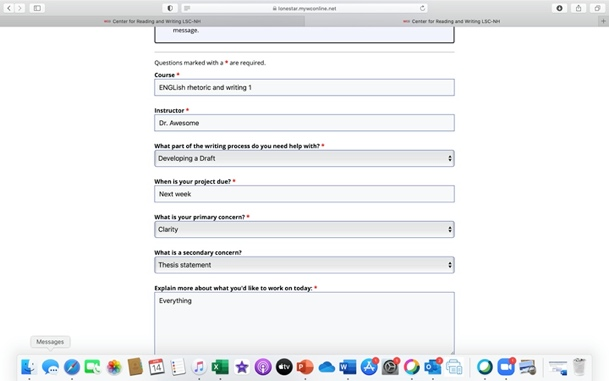 lonestar.mywconline.net
Center for Reading and Writing LSC-NH
Center for Reading and Writing LSC-NH
message.
Questions marked with a * are required.
Course *
ENGLish rhetoric and writing 1
Instructor *
Dr. Awesome
What part of the writing process do you need help with? *
Developing a Draft
When is your project due? *
Next week
What is your primary concern? *
Clarity
What is a secondary concern?
Thesis statement
Explain more about what you'd like to work on today: *
Everything
Messages
14